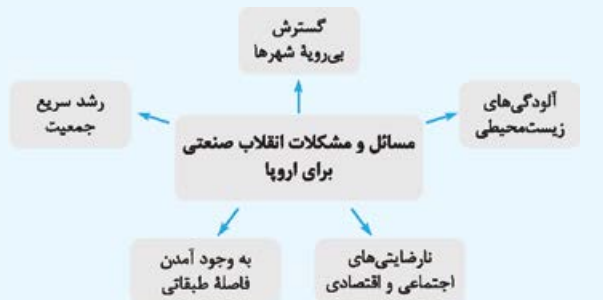 گسترش
بی‌رویهٔ شهرها
آلودگی‌های
زیست‌محیطی
رشد سریع
جمعیت
مسائل و مشکلات انقلاب صنعتی
برای اروپا
نارضایتی‌های
اجتماعی و اقتصادی
به وجود آمدن
فاصلهٔ طبقاتی